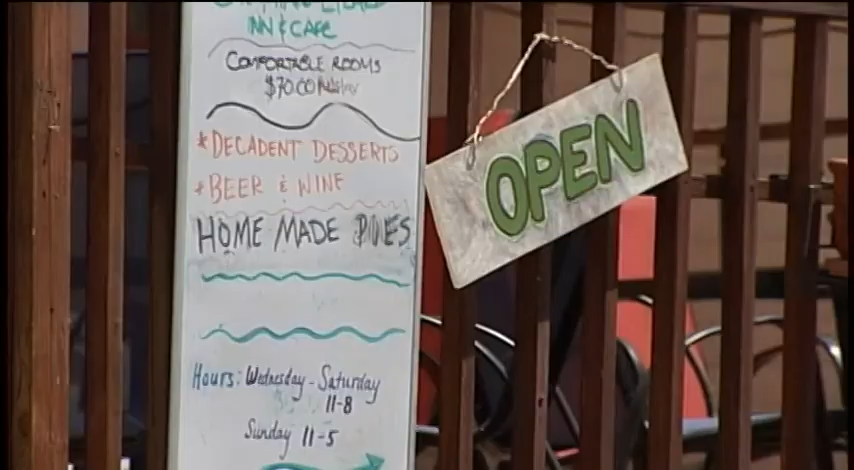 INN & CAFE
COMFORTABLE ROOMS
$70.00
* DECADENT DESSERTS
* BEER & WINE
HOME MADE
Hours: Wednesday - Saturday
11-8
Sunday 11-5
OPEN